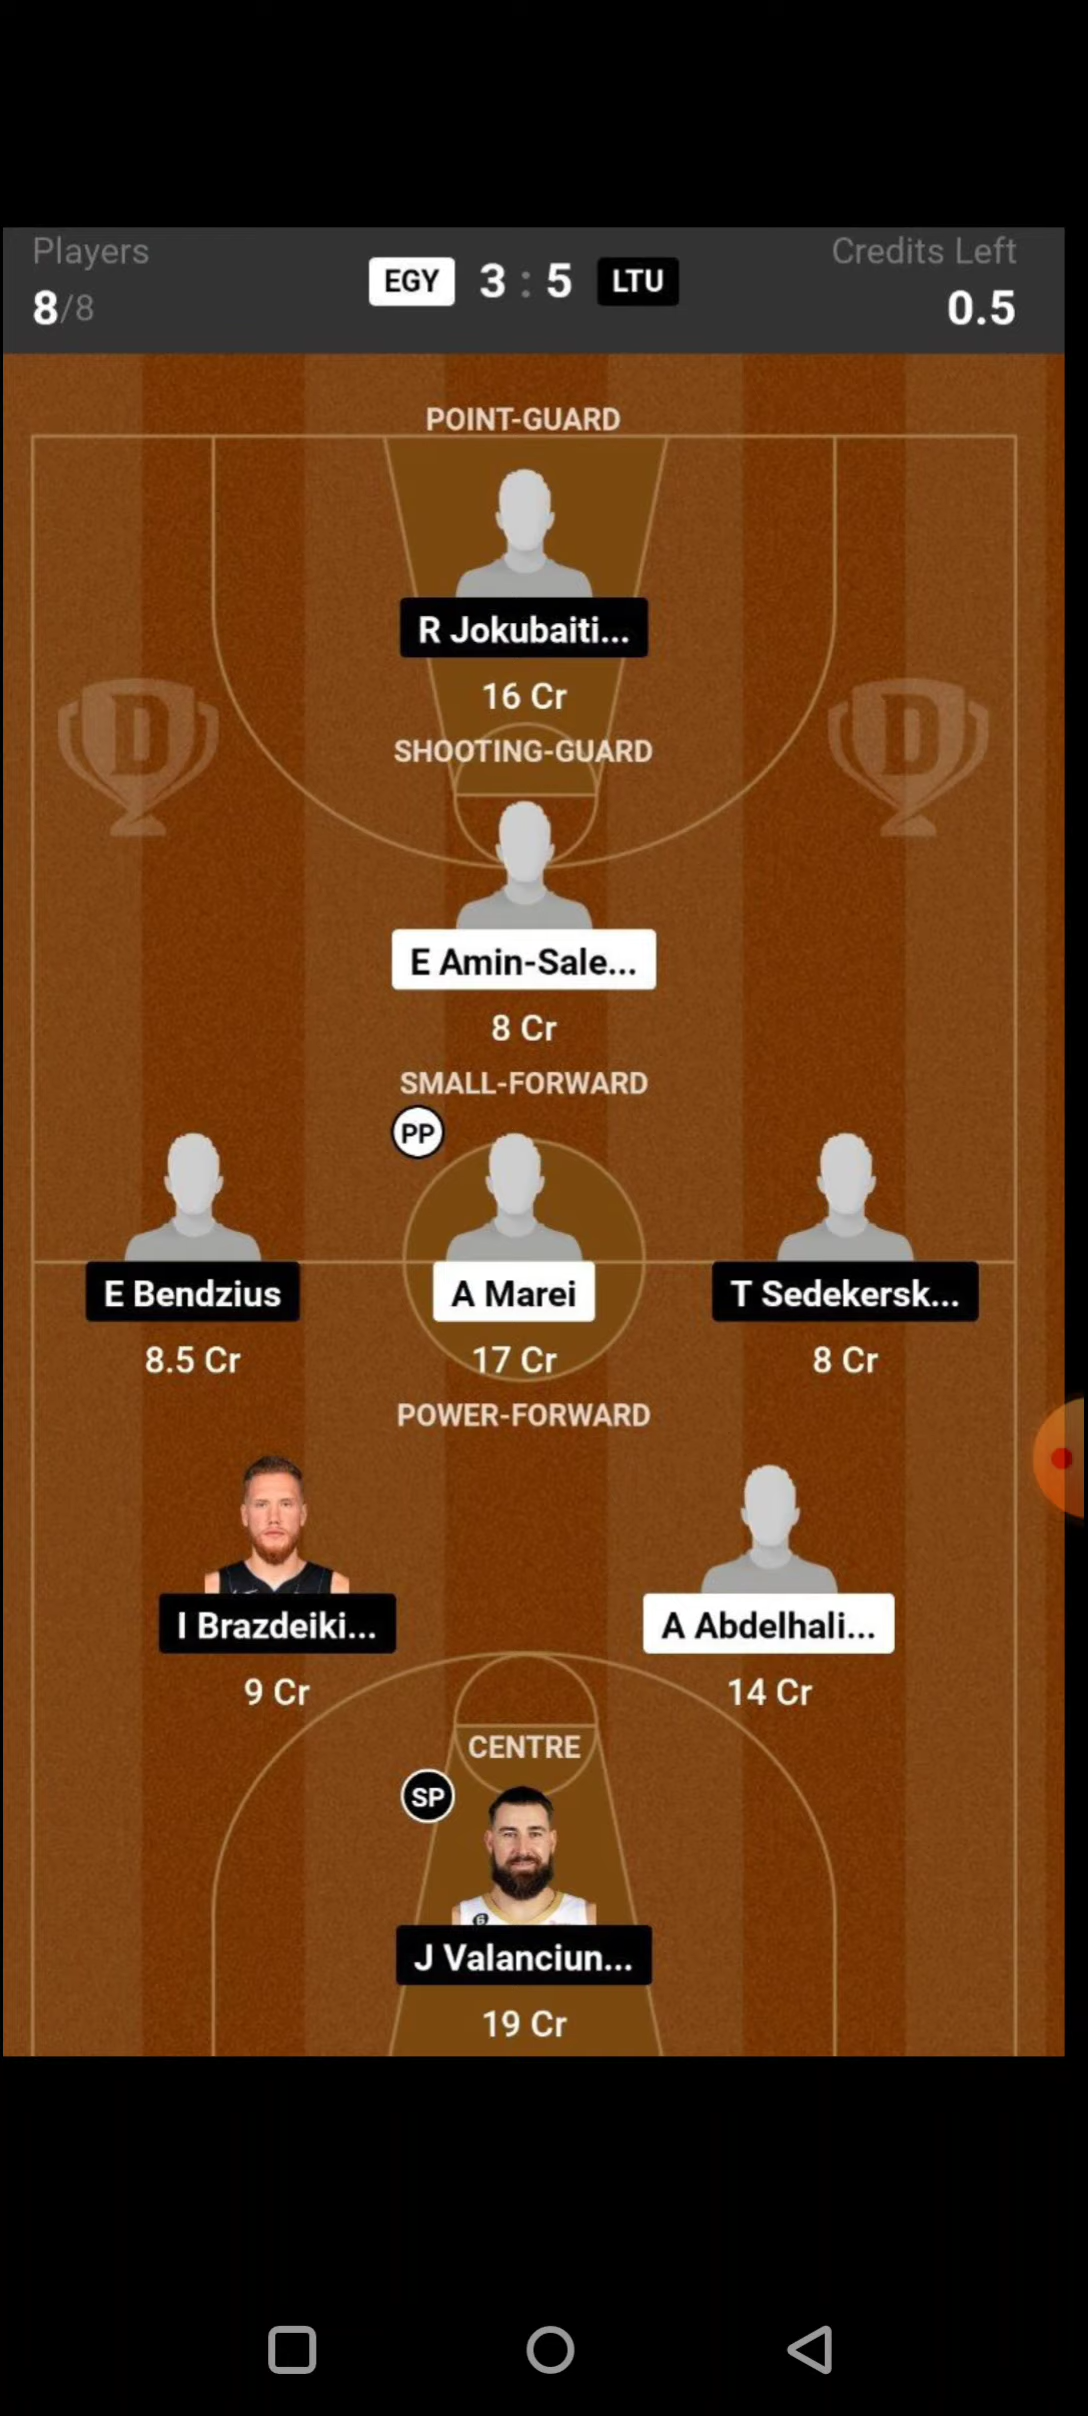 Players
Credits Left
EGY 3 : 5 LTU
8/8
0.5
POINT-GUARD
R Jokubaiti...
16 Cr
SHOOTING-GUARD
E Amin-Sale...
8 Cr
SMALL-FORWARD
PP
E Bendzius
A Marei
T Sedekersk...
8.5 Cr
17 Cr
8 Cr
POWER-FORWARD
I Brazdeiki...
A Abdelhali...
9 Cr
14 Cr
CENTRE
SP
J Valanciun...
19 Cr